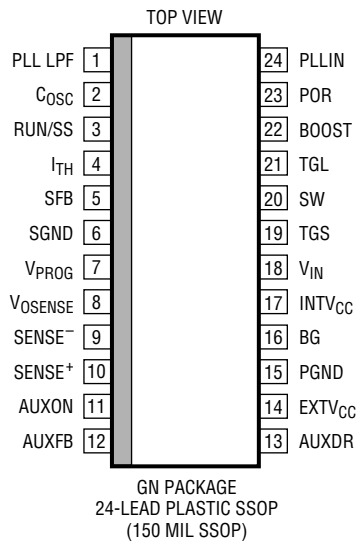 TOP VIEW
PLL LPF 1
COSC 2
RUN/SS 3
ITH 4
SFB 5
SGND 6
VPROG 7
VOSENSE 8
SENSE– 9
SENSE+ 10
AUXON 11
AUXFB 12
24 PLLIN
23 POR
22 BOOST
21 TGL
20 SW
19 TGS
18 VIN
17 INTVCC
16 BG
15 PGND
14 EXTVCC
13 AUXDR
GN PACKAGE
24-LEAD PLASTIC SSOP
(150 MIL SSOP)